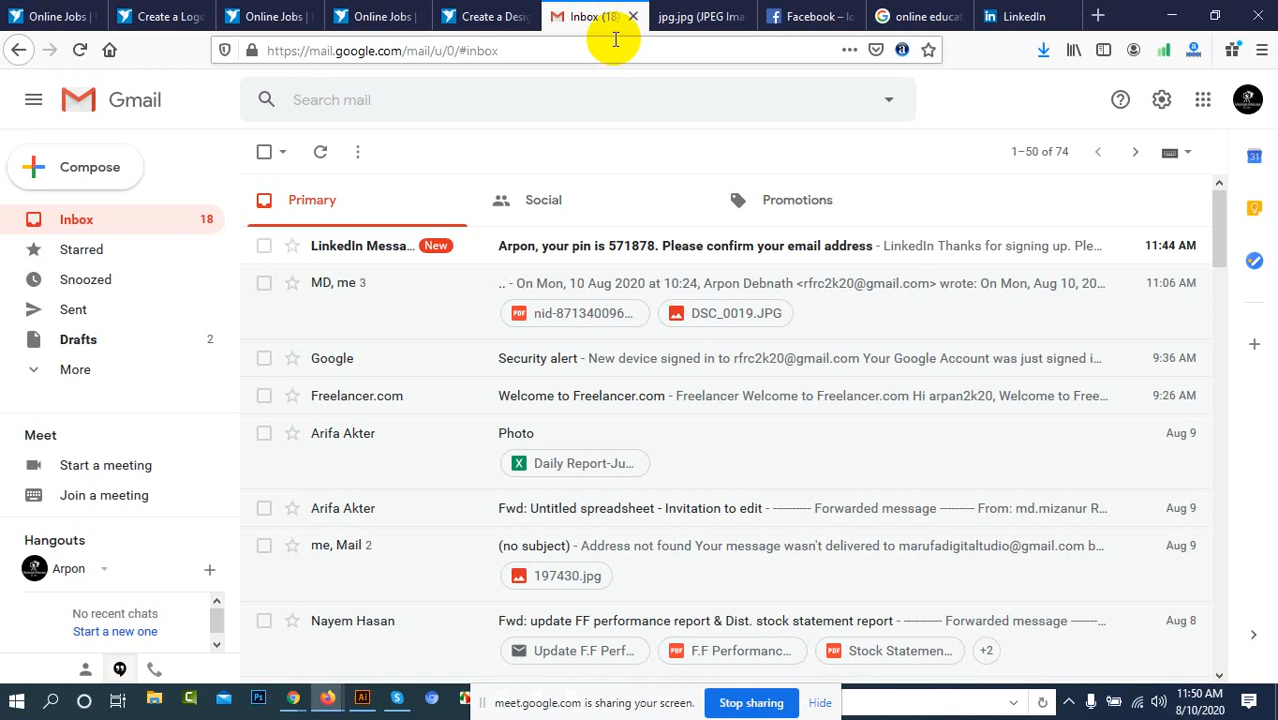 Online Jobs |
Create a Logo
Online Jobs |
Online Jobs |
Create a Desig
Inbox (18)
jpg.jpg (JPEG Ima
Facebook – lo
online educat
LinkedIn
https://mail.google.com/mail/u/0/#inbox
Gmail
Search mail
Compose
1–50 of 74
Primary
Social
Promotions
Inbox 18
Starred
Snoozed
Sent
Drafts 2
More
LinkedIn Messa... New Arpon, your pin is 571878. Please confirm your email address - LinkedIn Thanks for signing up. Ple... 11:44 AM
MD, me 3 .. - On Mon, 10 Aug 2020 at 10:24, Arpon Debnath <rfrc2k20@gmail.com> wrote: On Mon, Aug 10, 20... 11:06 AM
PDF nid-871340096... DSC_0019.JPG
Google Security alert - New device signed in to rfrc2k20@gmail.com Your Google Account was just signed i... 9:36 AM
Freelancer.com Welcome to Freelancer.com - Freelancer Welcome to Freelancer.com Hi arpan2k20, Welcome to Free... 9:26 AM
Arifa Akter Photo Aug 9
X Daily Report-Ju...
Arifa Akter Fwd: Untitled spreadsheet - Invitation to edit - ---------- Forwarded message --------- From: md.mizanur R... Aug 9
me, Mail 2 (no subject) - Address not found Your message wasn't delivered to marufadigitaltudio@gmail.com b... Aug 9
197430.jpg
Nayem Hasan Fwd: update FF performance report & Dist. stock statement report - ---------- Forwarded message ---------... Aug 8
Update F.F Perf... PDF F.F Performanc... PDF Stock Statemen... +2
Meet
Start a meeting
Join a meeting
Hangouts
Arpon
No recent chats
Start a new one
31
meet.google.com is sharing your screen. Stop sharing Hide
Ps
Ai
11:50 AM
8/10/2020